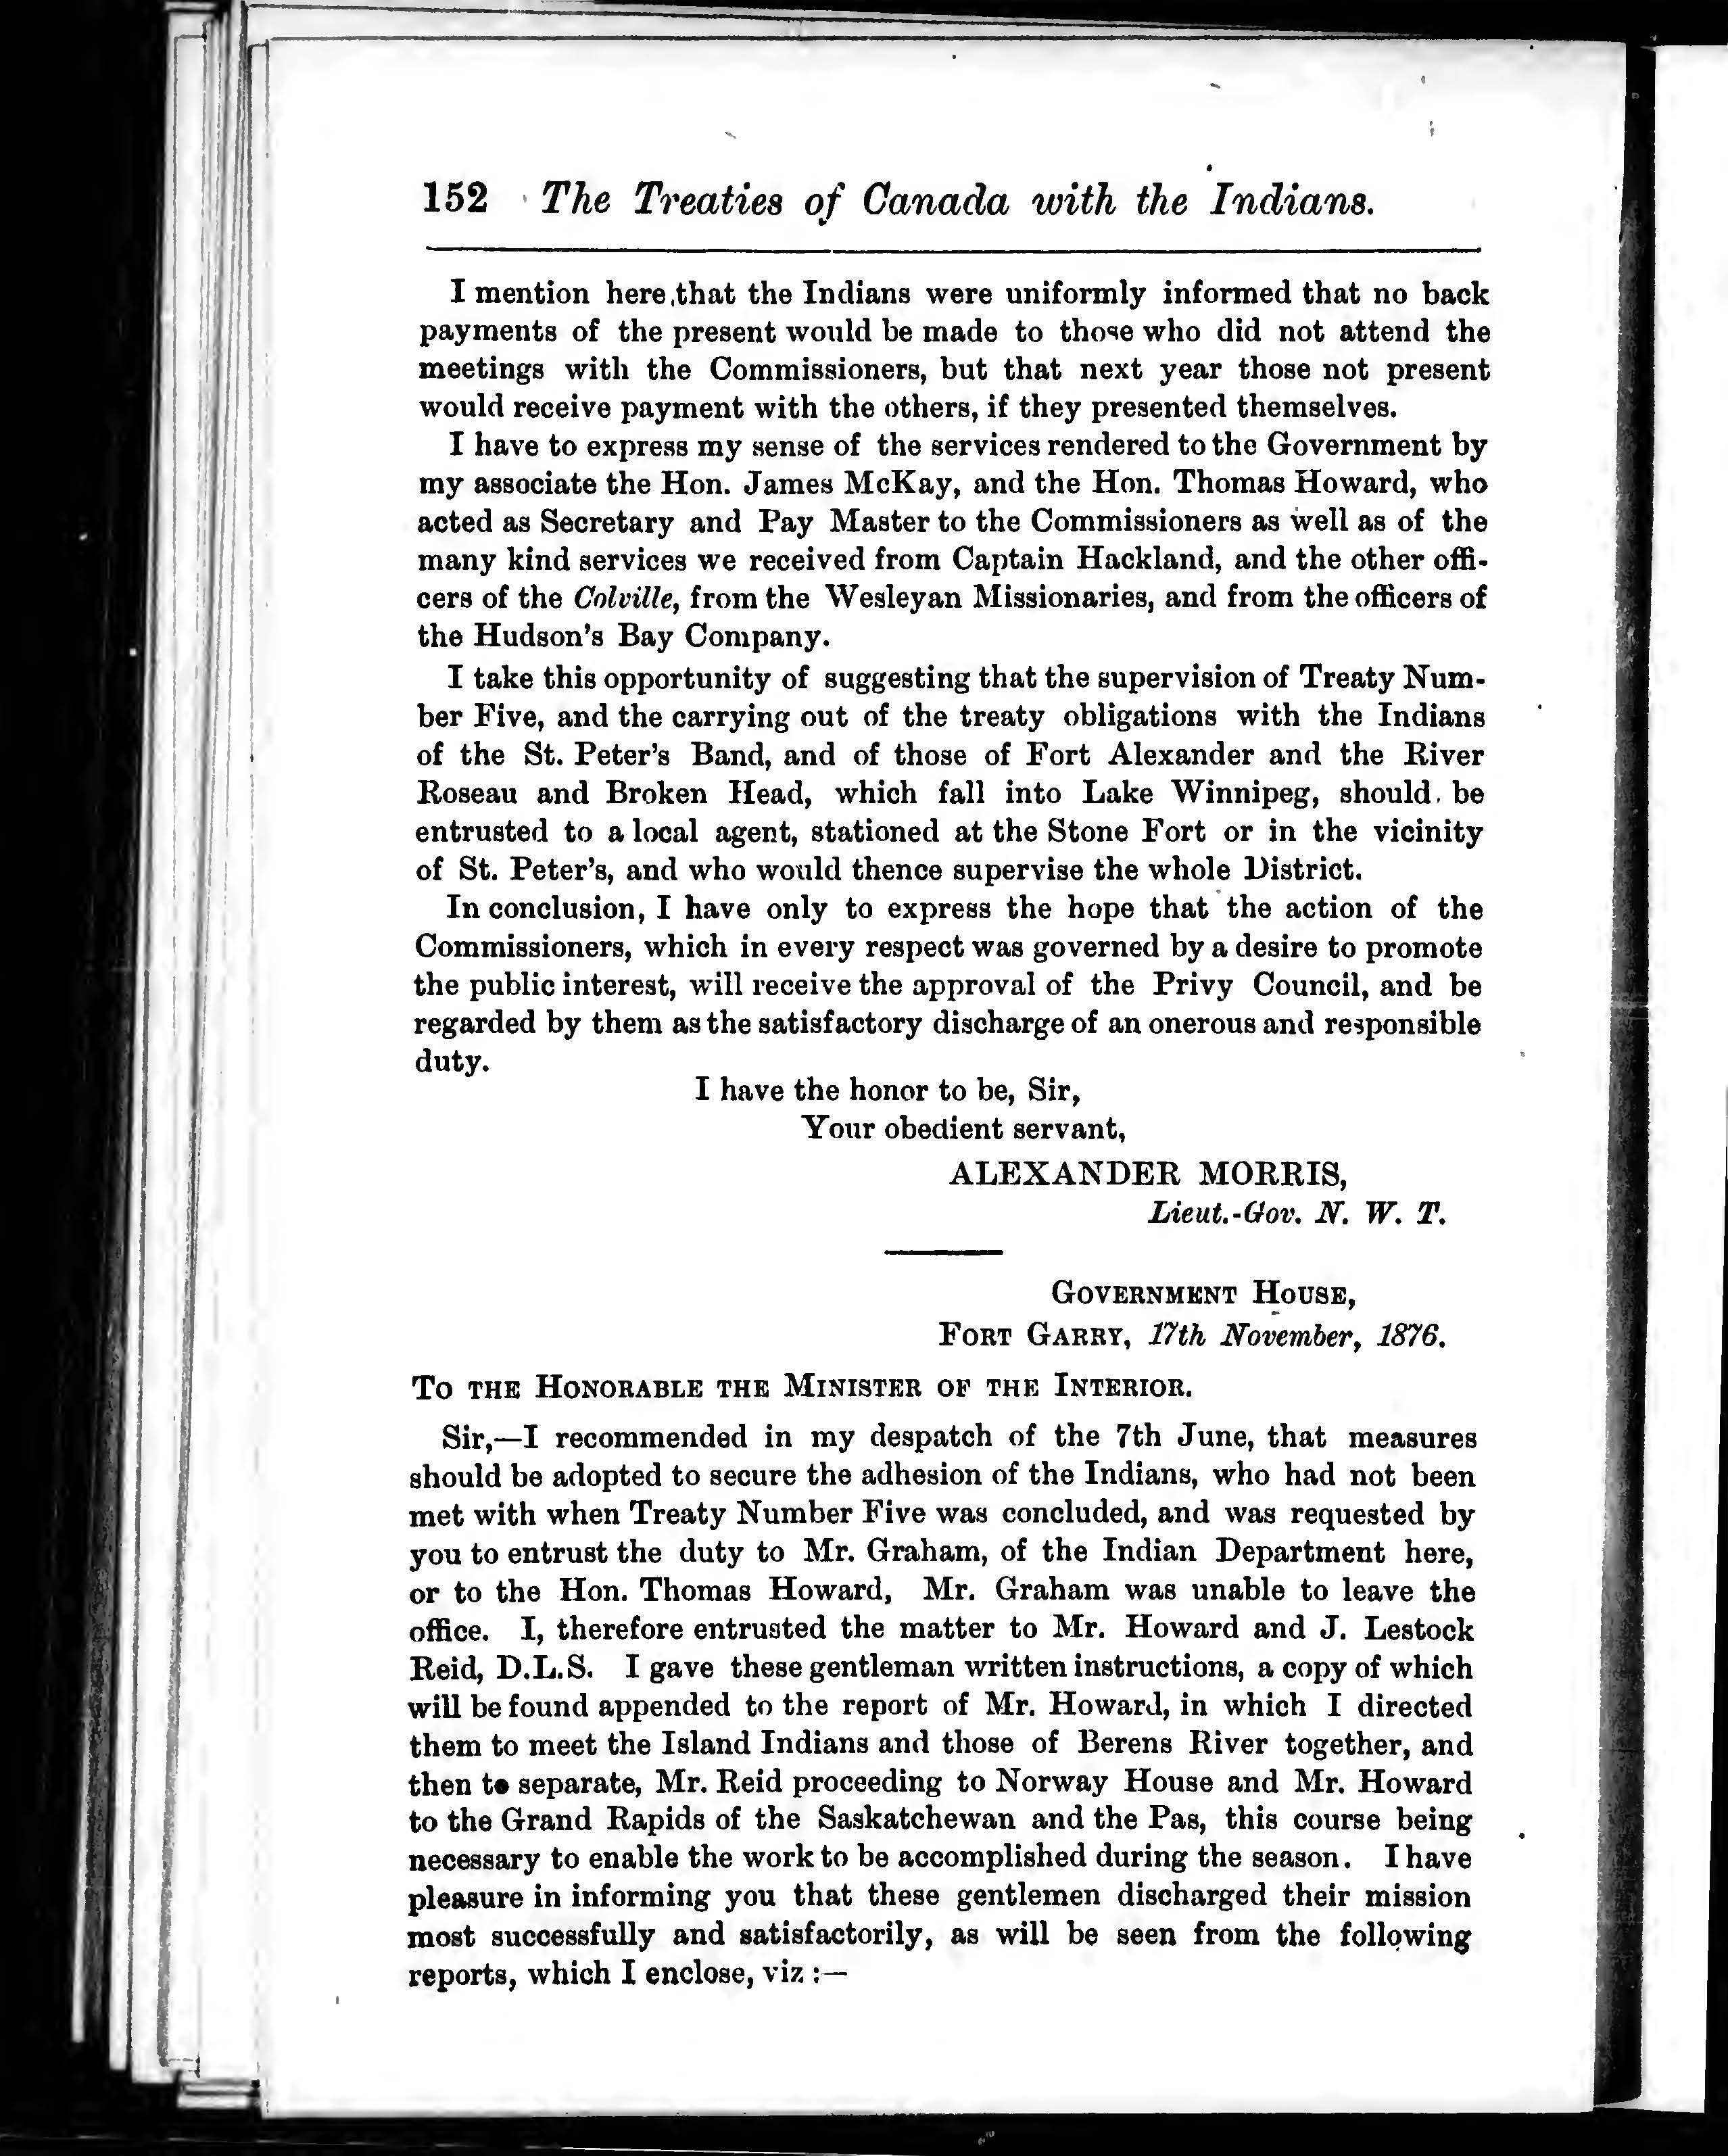 152 The Treaties of Canada with the Indians.
I mention here that the Indians were uniformly informed that no back
payments of the present would be made to those who did not attend the
meetings with the Commissioners, but that next year those not present
would receive payment with the others, if they presented themselves.
I have to express my sense of the services rendered to the Government by
my associate the Hon. James McKay, and the Hon. Thomas Howard, who
acted as Secretary and Pay Master to the Commissioners as well as of the
many kind services we received from Captain Hackland, and the other offi-
cers of the Colville, from the Wesleyan Missionaries, and from the officers of
the Hudson's Bay Company.
I take this opportunity of suggesting that the supervision of Treaty Num-
ber Five, and the carrying out of the treaty obligations with the Indians
of the St. Peter's Band, and of those of Fort Alexander and the River
Roseau and Broken Head, which fall into Lake Winnipeg, should be
entrusted to a local agent, stationed at the Stone Fort or in the vicinity
of St. Peter's, and who would thence supervise the whole District.
In conclusion, I have only to express the hope that the action of the
Commissioners, which in every respect was governed by a desire to promote
the public interest, will receive the approval of the Privy Council, and be
regarded by them as the satisfactory discharge of an onerous and responsible
duty.
I have the honor to be, Sir,
Your obedient servant,
ALEXANDER MORRIS,
Lieut.-Gov. N. W. T.
GOVERNMENT HOUSE,
FORT GARRY, 17th November, 1876.
TO THE HONORABLE THE MINISTER OF THE INTERIOR.
Sir,—I recommended in my despatch of the 7th June, that measures
should be adopted to secure the adhesion of the Indians, who had not been
met with when Treaty Number Five was concluded, and was requested by
you to entrust the duty to Mr. Graham, of the Indian Department here,
or to the Hon. Thomas Howard, Mr. Graham was unable to leave the
office. I, therefore entrusted the matter to Mr. Howard and J. Lestock
Reid, D.L.S. I gave these gentleman written instructions, a copy of which
will be found appended to the report of Mr. Howard, in which I directed
them to meet the Island Indians and those of Berens River together, and
then to separate, Mr. Reid proceeding to Norway House and Mr. Howard
to the Grand Rapids of the Saskatchewan and the Pas, this course being
necessary to enable the work to be accomplished during the season. I have
pleasure in informing you that these gentlemen discharged their mission
most successfully and satisfactorily, as will be seen from the following
reports, which I enclose, viz :—